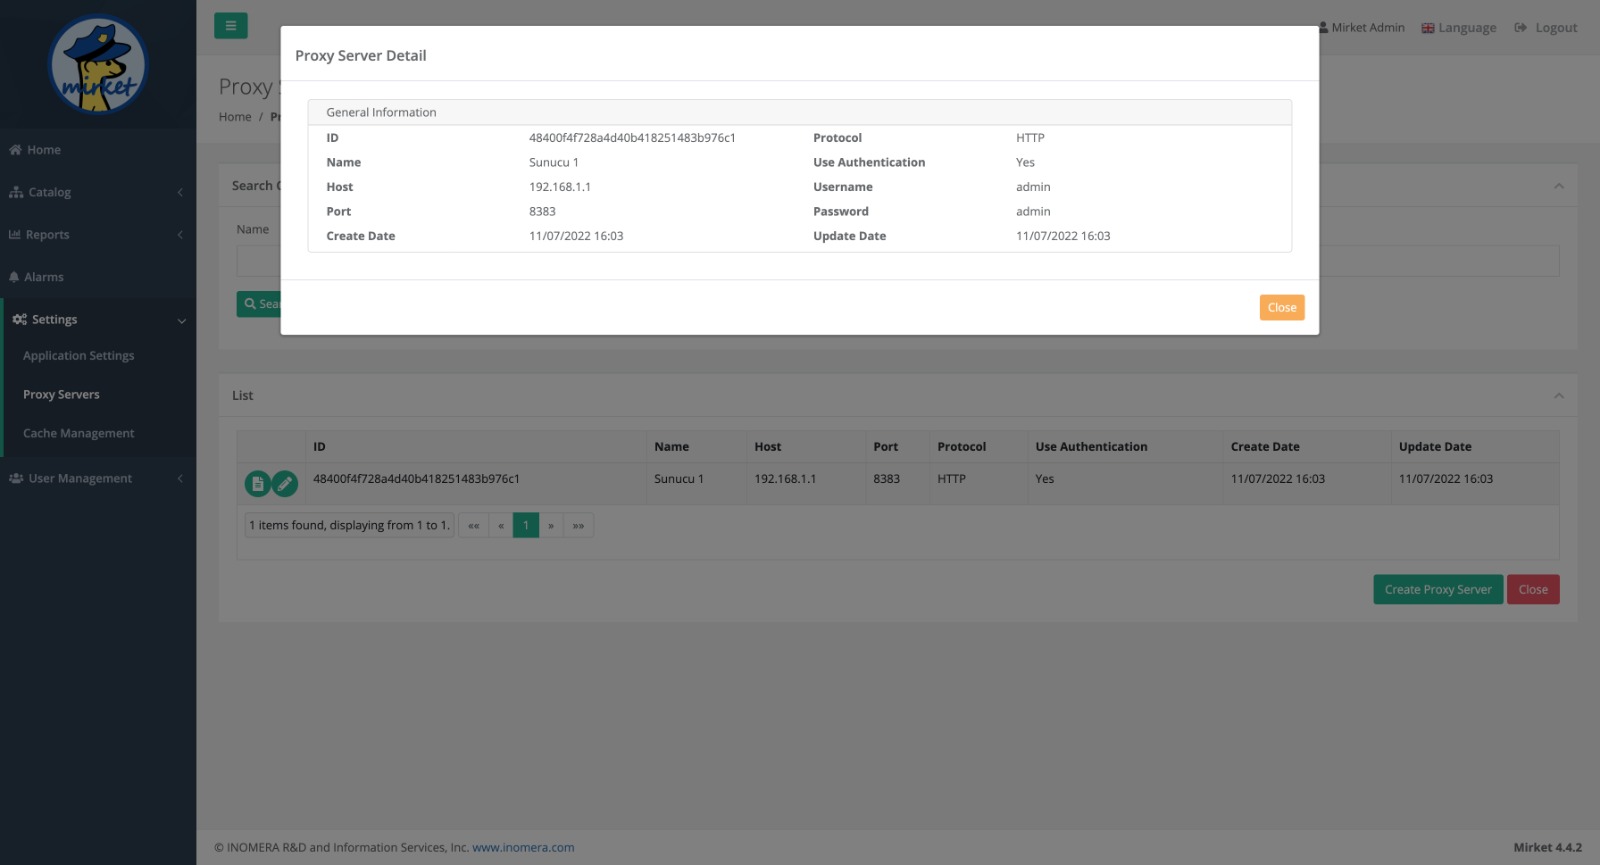 mirket
Mirket Admin Language Logout
Proxy Server Detail
Proxy
Home / Pr
General Information
ID 48400f4f728a4d40b418251483b976c1 Protocol HTTP
Name Sunucu 1 Use Authentication Yes
Host 192.168.1.1 Username admin
Port 8383 Password admin
Create Date 11/07/2022 16:03 Update Date 11/07/2022 16:03
Close
Home
Catalog
Reports
Alarms
Settings
Application Settings
Proxy Servers
Cache Management
User Management
Search
Name
Sea
List
ID Name Host Port Protocol Use Authentication Create Date Update Date
48400f4f728a4d40b418251483b976c1 Sunucu 1 192.168.1.1 8383 HTTP Yes 11/07/2022 16:03 11/07/2022 16:03
1 items found, displaying from 1 to 1. «« « 1 » »»
Create Proxy Server Close
© INOMERA R&D and Information Services, Inc. www.inomera.com Mirket 4.4.2